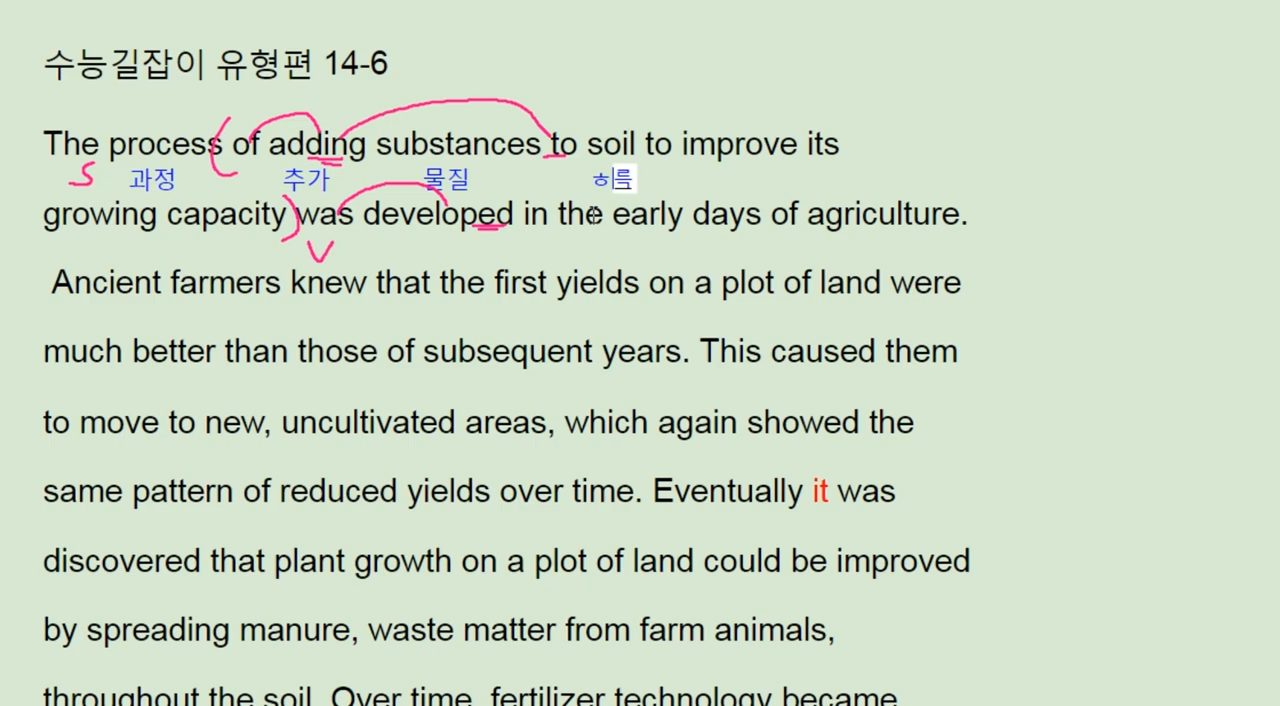 수능길잡이 유형편 14-6
The process of adding substances to soil to improve its
S 과정 추가 물질 ㅎ륵
growing capacity was developed in the early days of agriculture.
V
Ancient farmers knew that the first yields on a plot of land were
much better than those of subsequent years. This caused them
to move to new, uncultivated areas, which again showed the
same pattern of reduced yields over time. Eventually it was
discovered that plant growth on a plot of land could be improved
by spreading manure, waste matter from farm animals,
throughout the soil. Over time, fertilizer technology became